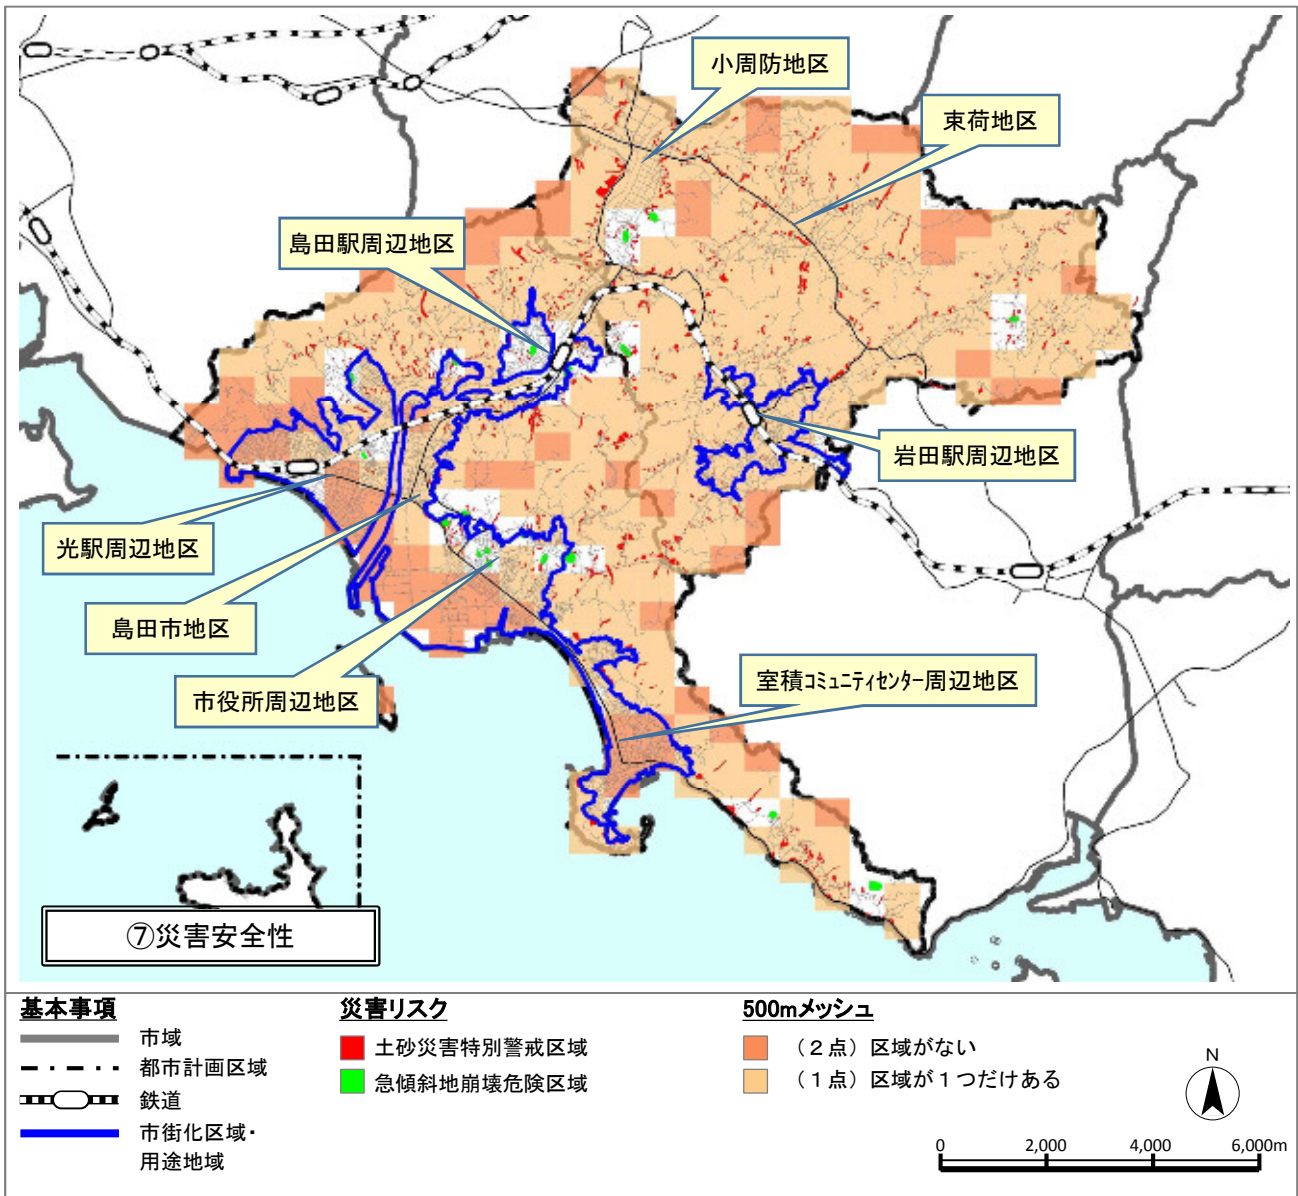 小周防地区
束荷地区
島田駅周辺地区
岩田駅周辺地区
光駅周辺地区
島田市地区
市役所周辺地区
室積ｺﾐｭﾆﾃｨｾﾝﾀｰ周辺地区
⑦災害安全性
基本事項
市域
都市計画区域
鉄道
市街化区域・
用途地域
災害リスク
土砂災害特別警戒区域
急傾斜地崩壊危険区域
500mメッシュ
（２点）区域がない
（１点）区域が１つだけある
N
0 2,000 4,000 6,000m